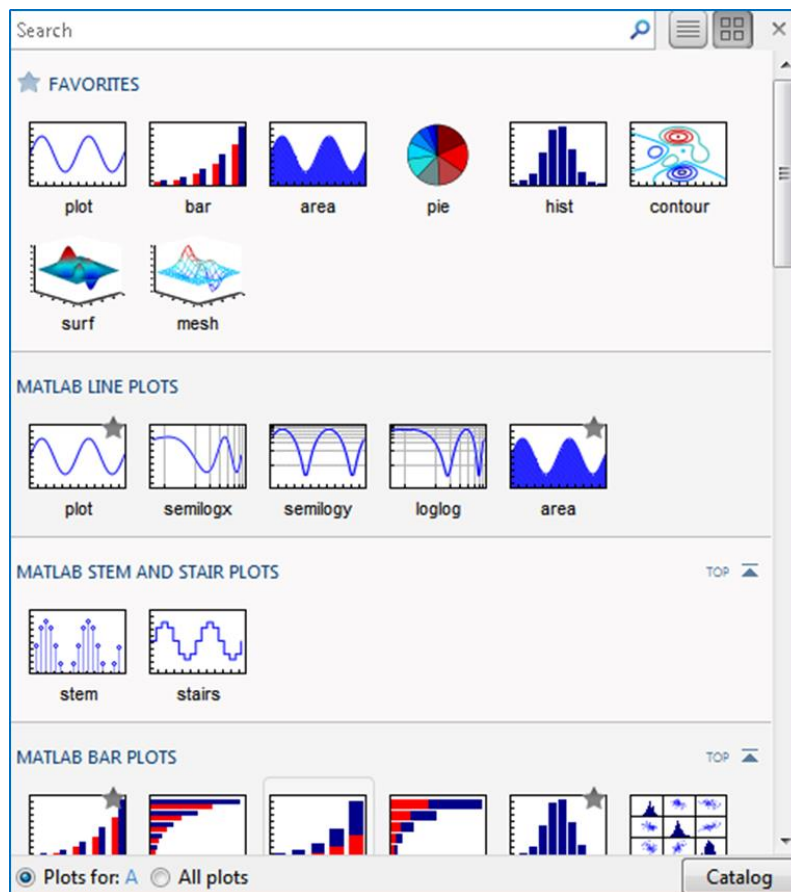 Search
FAVORITES
plot bar area pie hist contour
surf mesh
MATLAB LINE PLOTS
plot semilogx semilogy loglog area
MATLAB STEM AND STAIR PLOTS TOP
stem stairs
MATLAB BAR PLOTS TOP
Plots for: A All plots Catalog